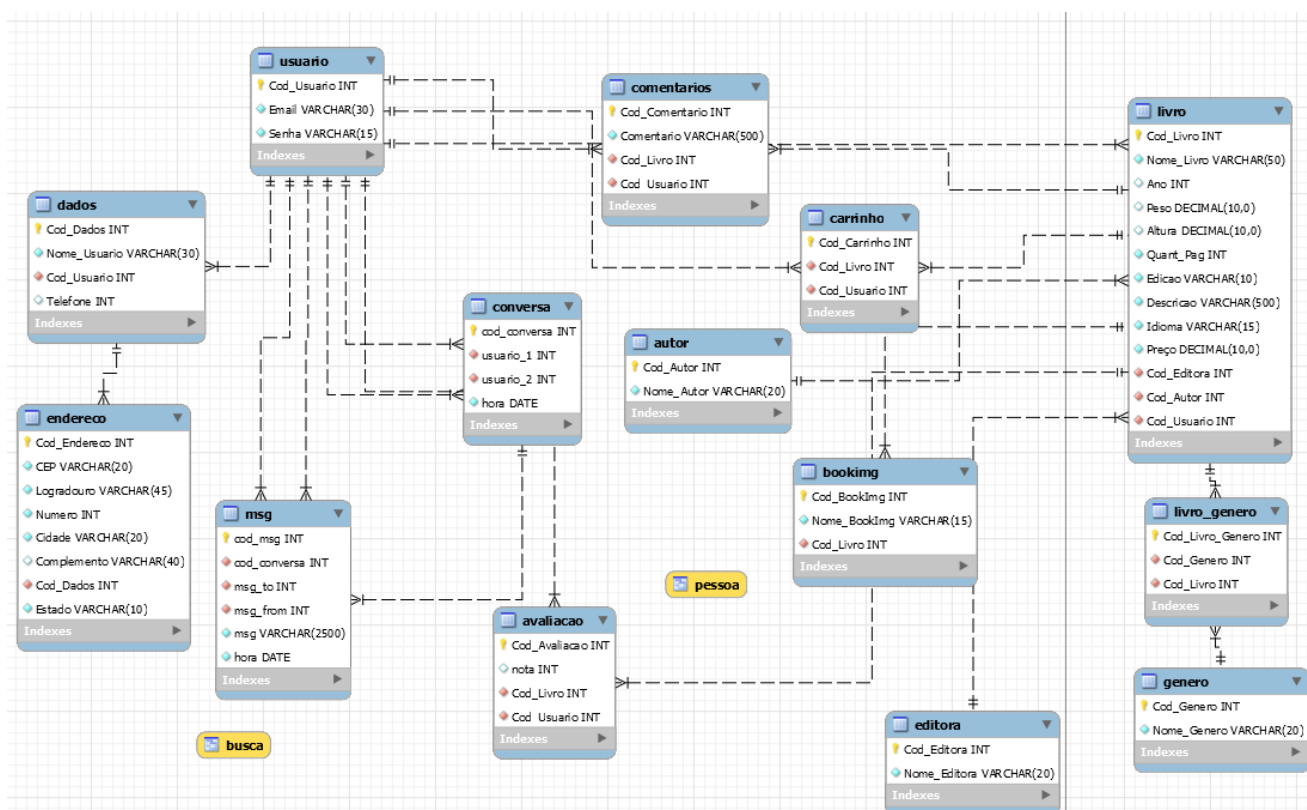 usuario
Cod_Usuario INT
Email VARCHAR(30)
Senha VARCHAR(15)
Indexes
comentarios
Cod_Comentario INT
Comentario VARCHAR(500)
Cod_Livro INT
Cod_Usuario INT
Indexes
livro
Cod_Livro INT
Nome_Livro VARCHAR(50)
Ano INT
Peso DECIMAL(10,0)
Altura DECIMAL(10,0)
Quant_Pag INT
Edicao VARCHAR(10)
Descricao VARCHAR(500)
Idioma VARCHAR(15)
Preço DECIMAL(10,0)
Cod_Editora INT
Cod_Autor INT
Cod_Usuario INT
Indexes
dados
Cod_Dados INT
Nome_Usuario VARCHAR(30)
Cod_Usuario INT
Telefone INT
Indexes
carrinho
Cod_Carrinho INT
Cod_Livro INT
Cod_Usuario INT
Indexes
conversa
cod_conversa INT
usuario_1 INT
usuario_2 INT
hora DATE
Indexes
autor
Cod_Autor INT
Nome_Autor VARCHAR(20)
Indexes
endereco
Cod_Endereco INT
CEP VARCHAR(20)
Logradouro VARCHAR(45)
Numero INT
Cidade VARCHAR(20)
Complemento VARCHAR(40)
Cod_Dados INT
Estado VARCHAR(10)
Indexes
msg
cod_msg INT
cod_conversa INT
msg_to INT
msg_from INT
msg VARCHAR(2500)
hora DATE
Indexes
bookimg
Cod_BookImg INT
Nome_BookImg VARCHAR(15)
Cod_Livro INT
Indexes
livro_genero
Cod_Livro_Genero INT
Cod_Genero INT
Cod_Livro INT
Indexes
pessoa
avaliacao
Cod_Avaliacao INT
nota INT
Cod_Livro INT
Cod_Usuario INT
Indexes
genero
Cod_Genero INT
Nome_Genero VARCHAR(20)
Indexes
busca
editora
Cod_Editora INT
Nome_Editora VARCHAR(20)
Indexes